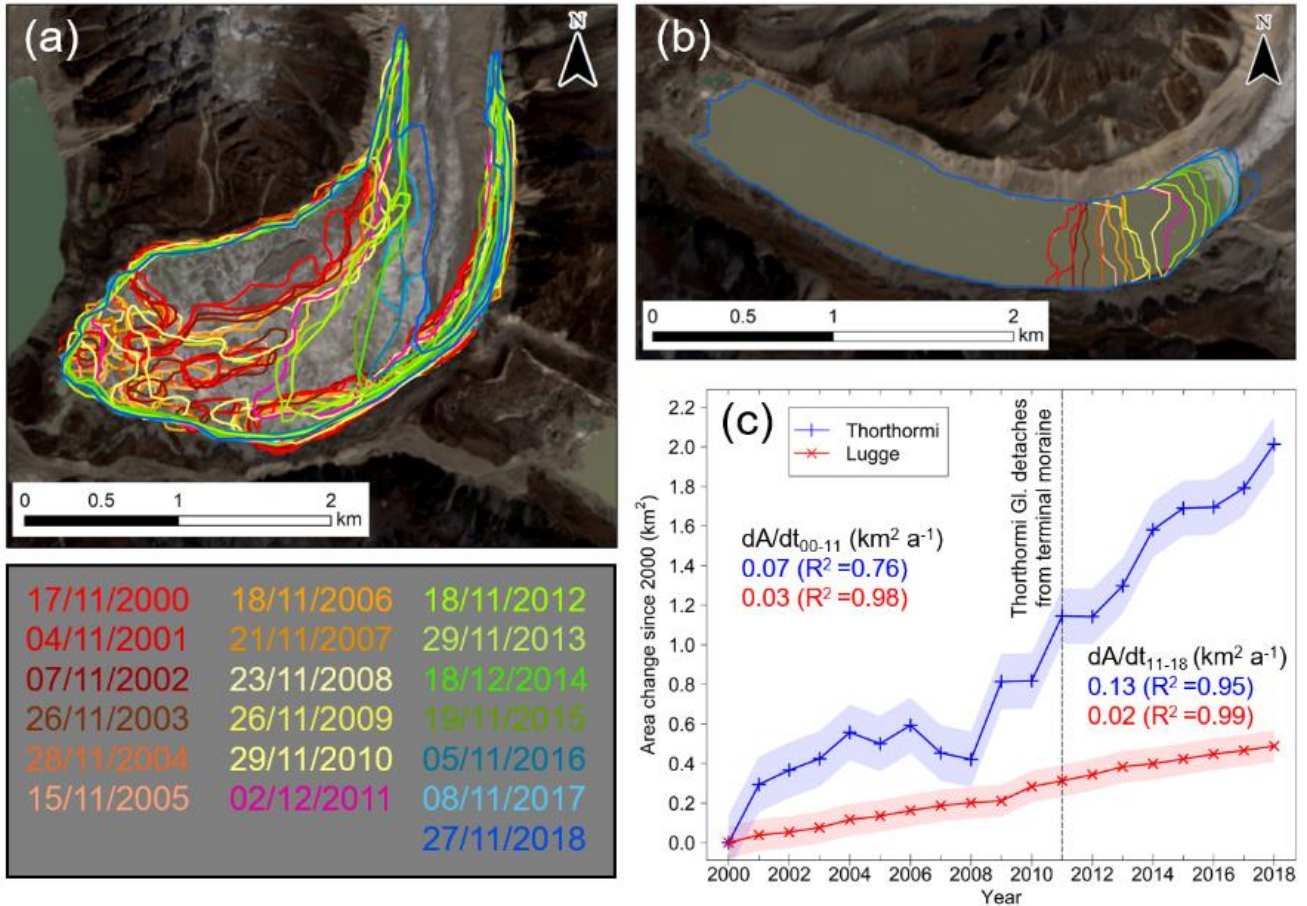 (a)
N
0 0.5 1 2
km
(b)
N
0 0.5 1 2
km
17/11/2000
04/11/2001
07/11/2002
26/11/2003
28/11/2004
15/11/2005
18/11/2006
21/11/2007
23/11/2008
26/11/2009
29/11/2010
02/12/2011
18/11/2012
29/11/2013
18/12/2014
19/11/2015
05/11/2016
08/11/2017
27/11/2018
(c)
Thorthormi
Lugge
Thorthormi Gl. detaches
from terminal moraine
dA/dt00-11 (km² a⁻¹)
0.07 (R² =0.76)
0.03 (R² =0.98)
dA/dt11-18 (km² a⁻¹)
0.13 (R² =0.95)
0.02 (R² =0.99)
Area change since 2000 (km²)
2.2
2.0
1.8
1.6
1.4
1.2
1.0
0.8
0.6
0.4
0.2
0.0
2000 2002 2004 2006 2008 2010 2012 2014 2016 2018
Year